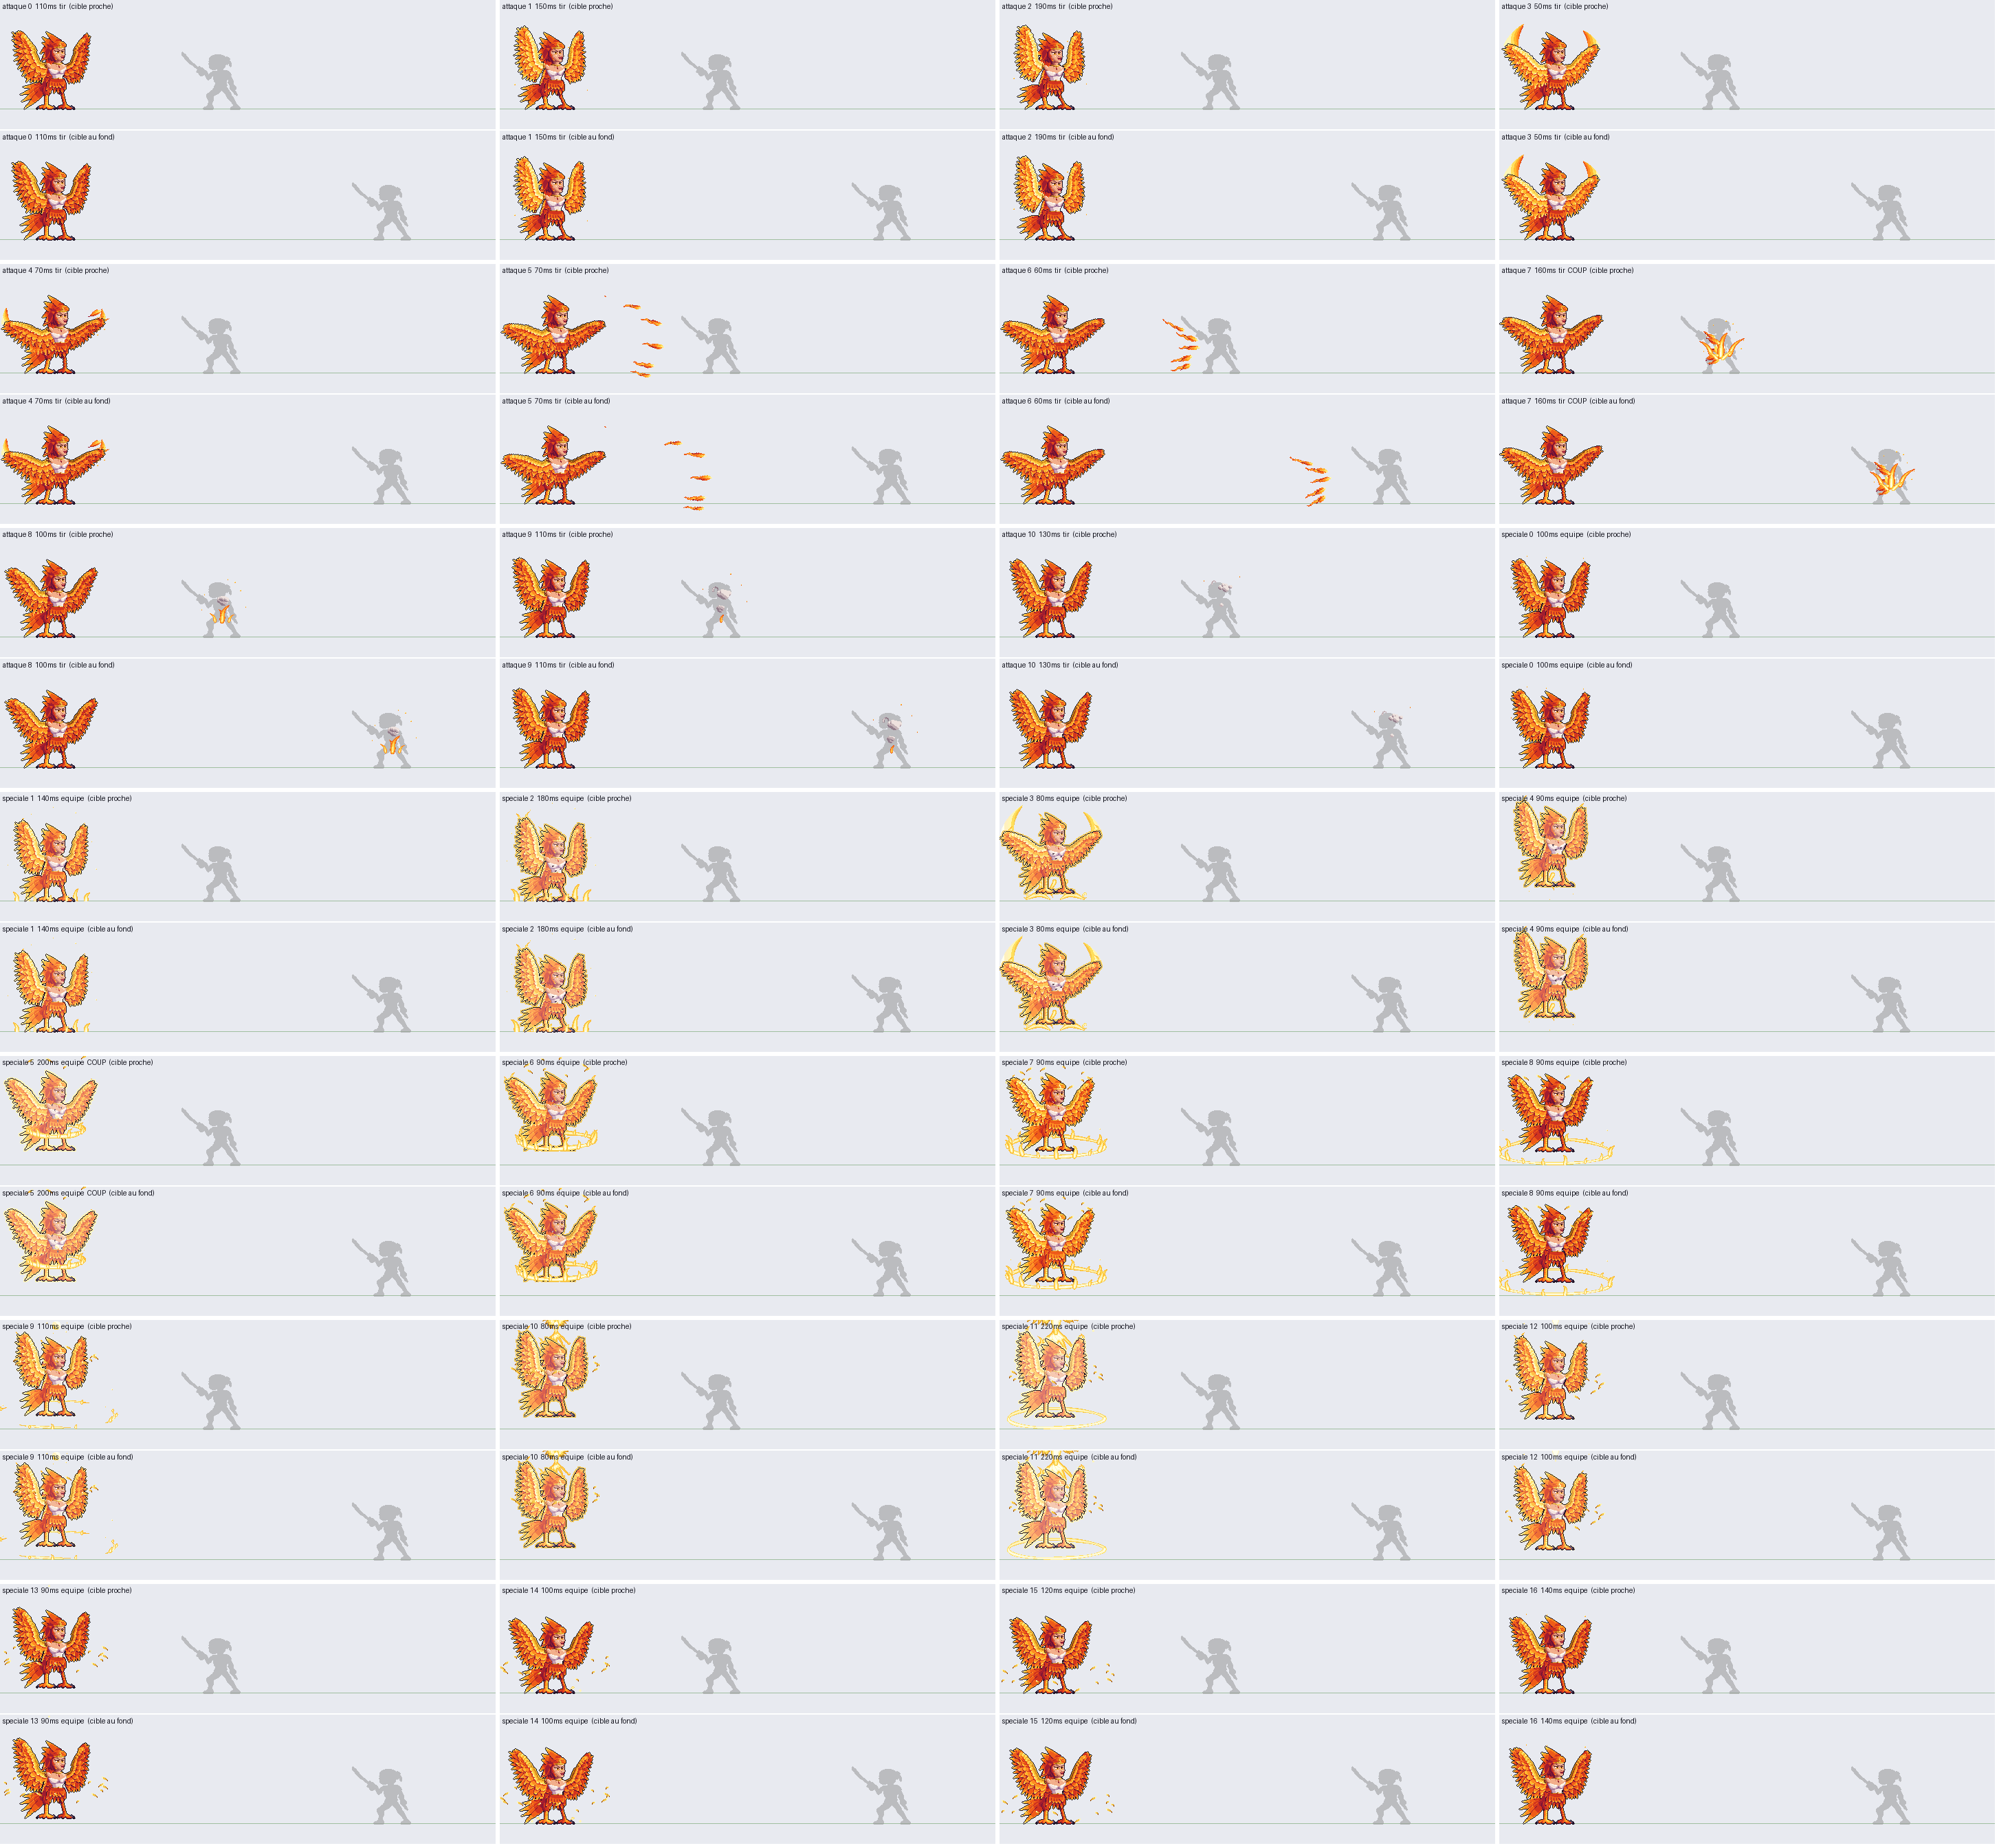 attaque 0 110ms tir (cible proche)
attaque 1 150ms tir (cible proche)
attaque 2 190ms tir (cible proche)
attaque 3 50ms tir (cible proche)
attaque 0 110ms tir (cible au fond)
attaque 1 150ms tir (cible au fond)
attaque 2 190ms tir (cible au fond)
attaque 3 50ms tir (cible au fond)
attaque 4 70ms tir (cible proche)
attaque 5 70ms tir (cible proche)
attaque 6 60ms tir (cible proche)
attaque 7 160ms tir COUP (cible proche)
attaque 4 70ms tir (cible au fond)
attaque 5 70ms tir (cible au fond)
attaque 6 60ms tir (cible au fond)
attaque 7 160ms tir COUP (cible au fond)
attaque 8 100ms tir (cible proche)
attaque 9 110ms tir (cible proche)
attaque 10 130ms tir (cible proche)
speciale 0 100ms equipe (cible proche)
attaque 8 100ms tir (cible au fond)
attaque 9 110ms tir (cible au fond)
attaque 10 130ms tir (cible au fond)
speciale 0 100ms equipe (cible au fond)
speciale 1 140ms equipe (cible proche)
speciale 2 180ms equipe (cible proche)
speciale 3 80ms equipe (cible proche)
speciale 4 90ms equipe (cible proche)
speciale 1 140ms equipe (cible au fond)
speciale 2 180ms equipe (cible au fond)
speciale 3 80ms equipe (cible au fond)
speciale 4 90ms equipe (cible au fond)
speciale 5 200ms equipe COUP (cible proche)
speciale 6 90ms equipe (cible proche)
speciale 7 90ms equipe (cible proche)
speciale 8 90ms equipe (cible proche)
speciale 5 200ms equipe COUP (cible au fond)
speciale 6 90ms equipe (cible au fond)
speciale 7 90ms equipe (cible au fond)
speciale 8 90ms equipe (cible au fond)
speciale 9 110ms equipe (cible proche)
speciale 10 80ms equipe (cible proche)
speciale 11 220ms equipe (cible proche)
speciale 12 100ms equipe (cible proche)
speciale 9 110ms equipe (cible au fond)
speciale 10 80ms equipe (cible au fond)
speciale 11 220ms equipe (cible au fond)
speciale 12 100ms equipe (cible au fond)
speciale 13 90ms equipe (cible proche)
speciale 14 100ms equipe (cible proche)
speciale 15 120ms equipe (cible proche)
speciale 16 140ms equipe (cible proche)
speciale 13 90ms equipe (cible au fond)
speciale 14 100ms equipe (cible au fond)
speciale 15 120ms equipe (cible au fond)
speciale 16 140ms equipe (cible au fond)